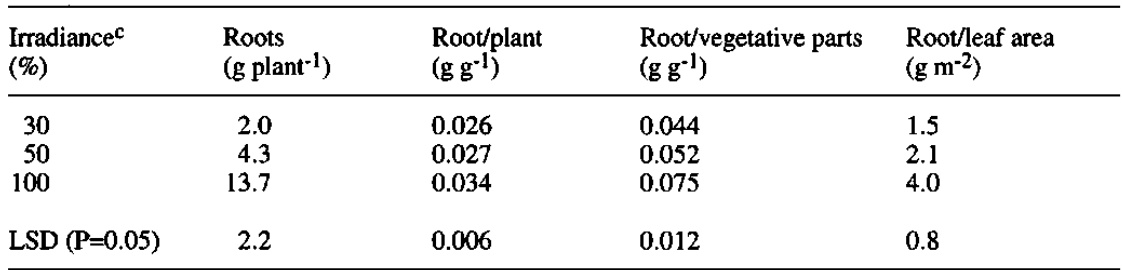 Irradianceᶜ Roots Root/plant Root/vegetative parts Root/leaf area
(%) (g plant⁻¹) (g g⁻¹) (g g⁻¹) (g m⁻²)
30 2.0 0.026 0.044 1.5
50 4.3 0.027 0.052 2.1
100 13.7 0.034 0.075 4.0
LSD (P=0.05) 2.2 0.006 0.012 0.8